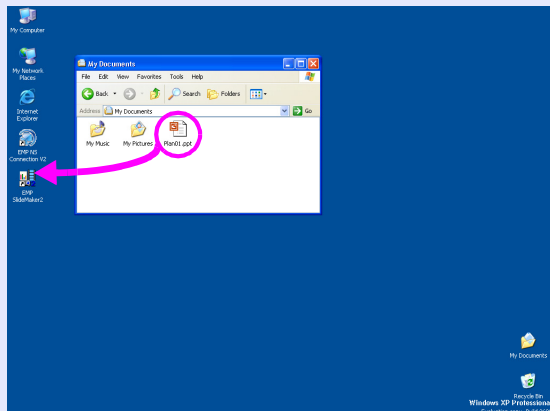 My Computer
My Network
Places
Internet
Explorer
EMP NS
Connection V2
EMP
SlideMaker2
My Documents
File Edit View Favorites Tools Help
Back Search Folders
Address My Documents Go
My Music My Pictures Plan01.ppt
My Documents
Recycle Bin
Windows XP Professional